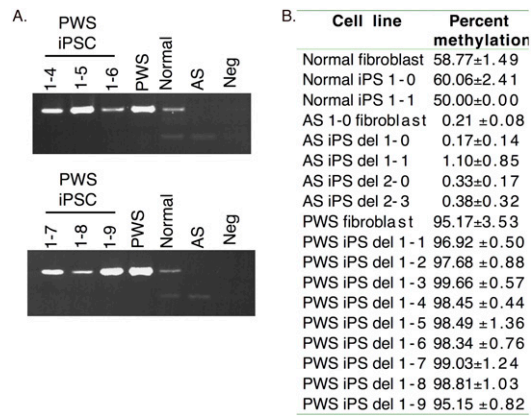 A.
PWS
iPSC
1-4 1-5 1-6 PWS Normal AS Neg
PWS
iPSC
1-7 1-8 1-9 PWS Normal AS Neg
B.
Cell line Percent
methylation
Normal fibroblast 58.77±1.49
Normal iPS 1-0 60.06±2.41
Normal iPS 1-1 50.00±0.00
AS 1-0 fibroblast 0.21 ±0.08
AS iPS del 1-0 0.17±0.14
AS iPS del 1-1 1.10±0.85
AS iPS del 2-0 0.33±0.17
AS iPS del 2-3 0.38±0.32
PWS fibroblast 95.17±3.53
PWS iPS del 1-1 96.92 ±0.50
PWS iPS del 1-2 97.68 ±0.88
PWS iPS del 1-3 99.66 ±0.57
PWS iPS del 1-4 98.45 ±0.44
PWS iPS del 1-5 98.49 ±1.36
PWS iPS del 1-6 98.34 ±0.76
PWS iPS del 1-7 99.03±1.24
PWS iPS del 1-8 98.81±1.03
PWS iPS del 1-9 95.15 ±0.82